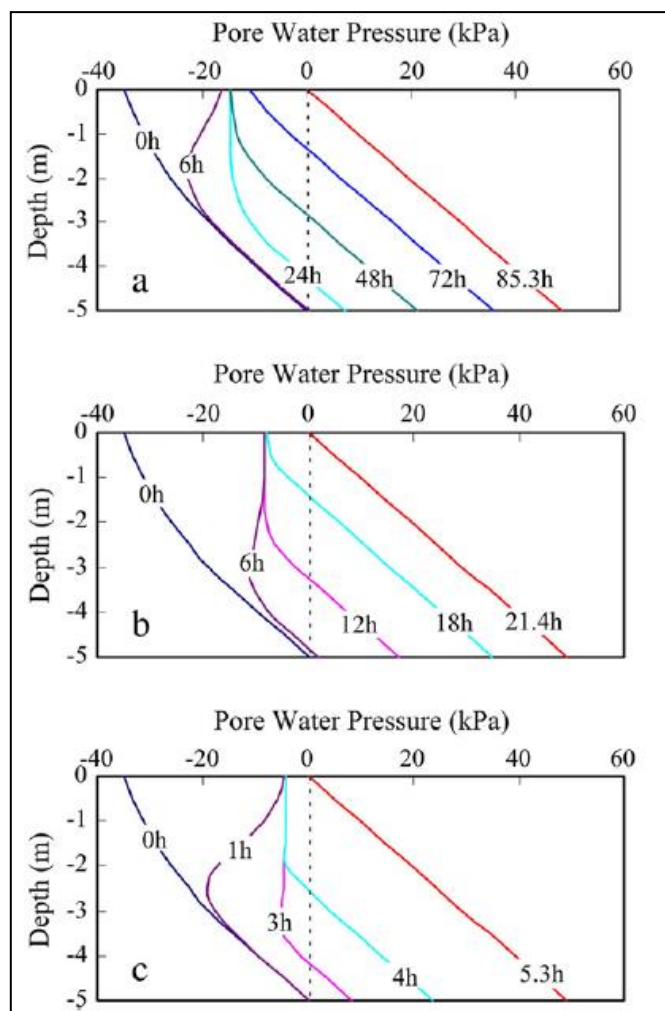 Pore Water Pressure (kPa)
-40 -20 0 20 40 60
0
-1
-2
-3
-4
-5
Depth (m)
0h
6h
24h
48h
72h
85.3h
a
Pore Water Pressure (kPa)
-40 -20 0 20 40 60
0
-1
-2
-3
-4
-5
Depth (m)
0h
6h
12h
18h
21.4h
b
Pore Water Pressure (kPa)
-40 -20 0 20 40 60
0
-1
-2
-3
-4
-5
Depth (m)
0h
1h
3h
4h
5.3h
c